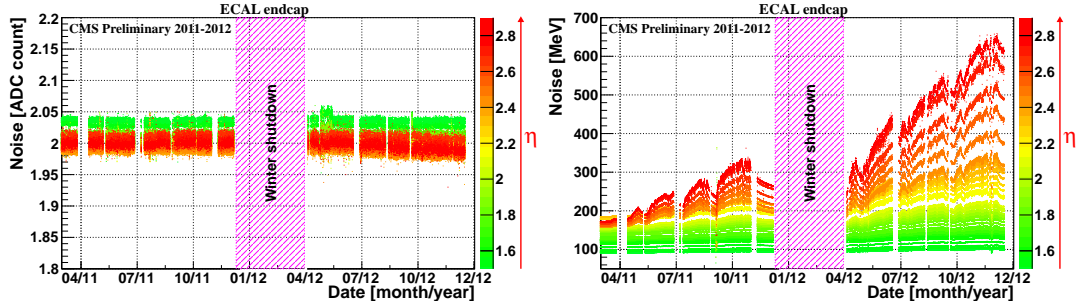 ECAL endcap
CMS Preliminary 2011-2012
Noise [ADC count]
2.2
2.15
2.1
2.05
2
1.95
1.9
1.85
1.8
Winter shutdown
04/11 07/11 10/11 01/12 04/12 07/12 10/12 12/12
Date [month/year]
2.8
2.6
2.4
2.2
2
1.8
1.6
η
ECAL endcap
CMS Preliminary 2011-2012
Noise [MeV]
700
600
500
400
300
200
100
Winter shutdown
04/11 07/11 10/11 01/12 04/12 07/12 10/12 12/12
Date [month/year]
2.8
2.6
2.4
2.2
2
1.8
1.6
η